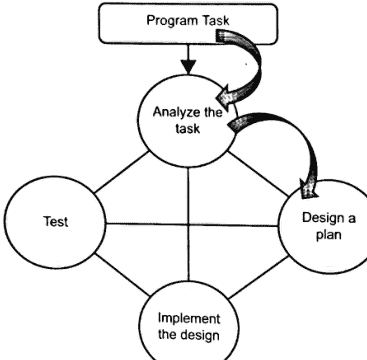 Program Task
Analyze the
task
Test
Design a
plan
Implement
the design